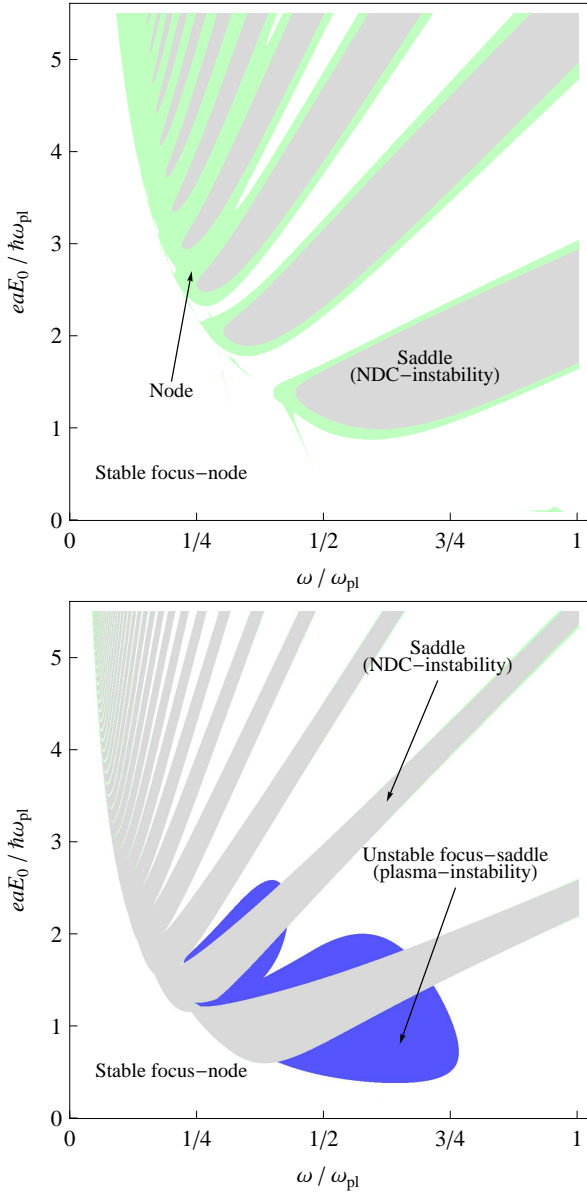 5
4
3
2
1
0
eaE0 / ħωpl
Saddle
(NDC−instability)
Node
Stable focus−node
0
1/4
1/2
3/4
1
ω / ωpl
5
4
3
2
1
0
eaE0 / ħωpl
Saddle
(NDC−instability)
Unstable focus−saddle
(plasma−instability)
Stable focus−node
0
1/4
1/2
3/4
1
ω / ωpl